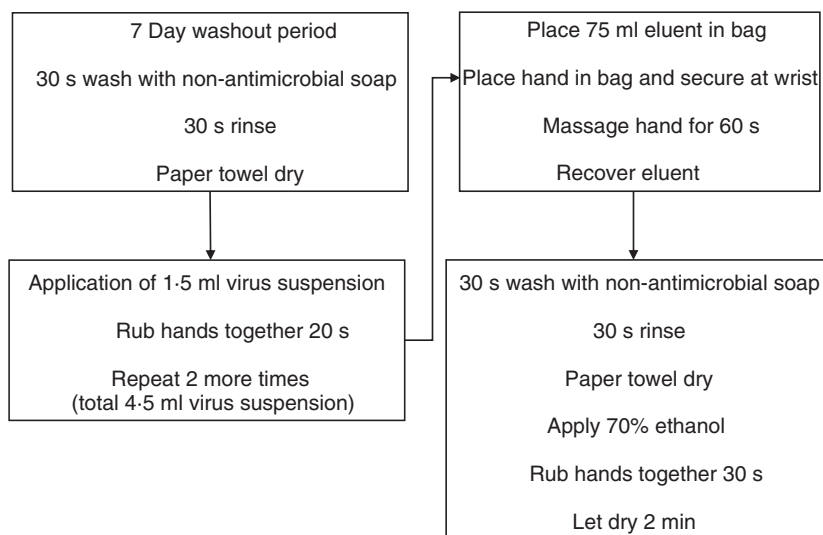 7 Day washout period
30 s wash with non-antimicrobial soap
30 s rinse
Paper towel dry
Application of 1·5 ml virus suspension
Rub hands together 20 s
Repeat 2 more times
(total 4·5 ml virus suspension)
Place 75 ml eluent in bag
Place hand in bag and secure at wrist
Massage hand for 60 s
Recover eluent
30 s wash with non-antimicrobial soap
30 s rinse
Paper towel dry
Apply 70% ethanol
Rub hands together 30 s
Let dry 2 min